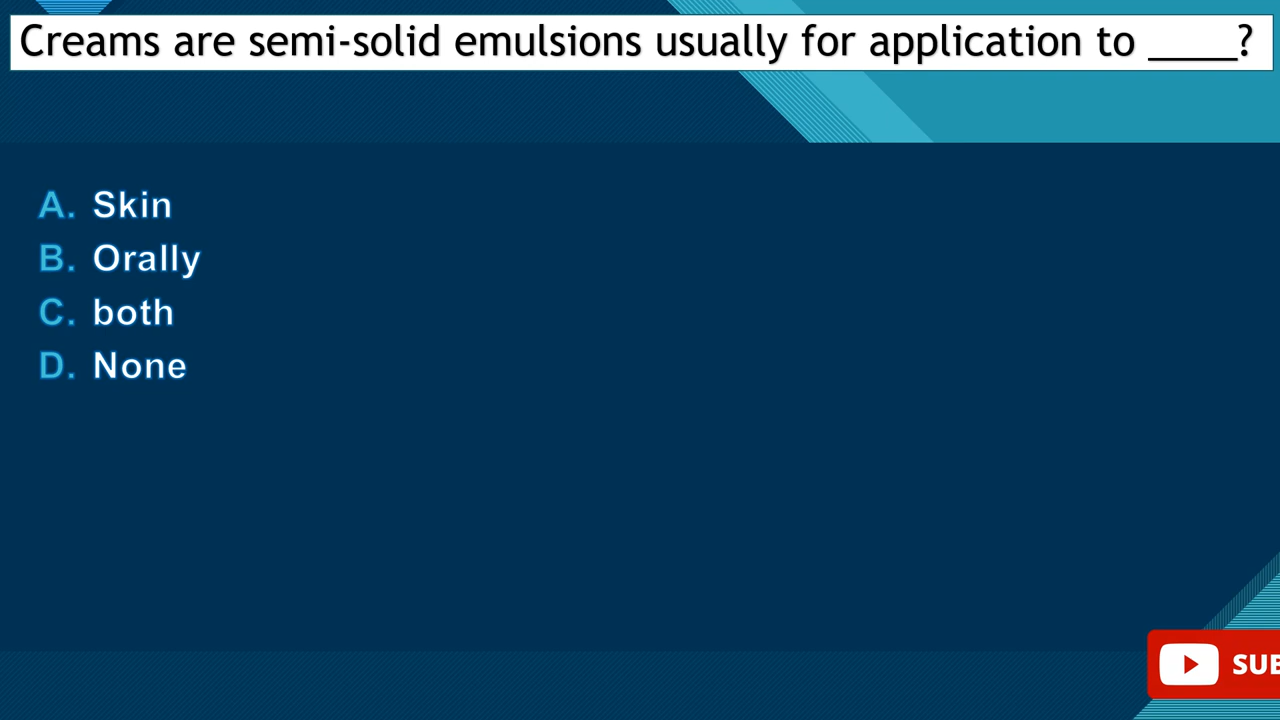 Creams are semi-solid emulsions usually for application to _____?
A. Skin
B. Orally
C. both
D. None
SUB